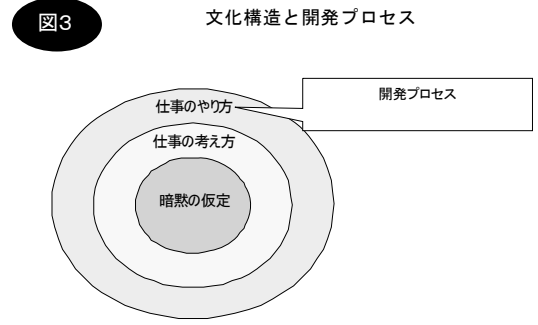 図3
文化構造と開発プロセス
仕事のやり方
開発プロセス
仕事の考え方
暗黙の仮定